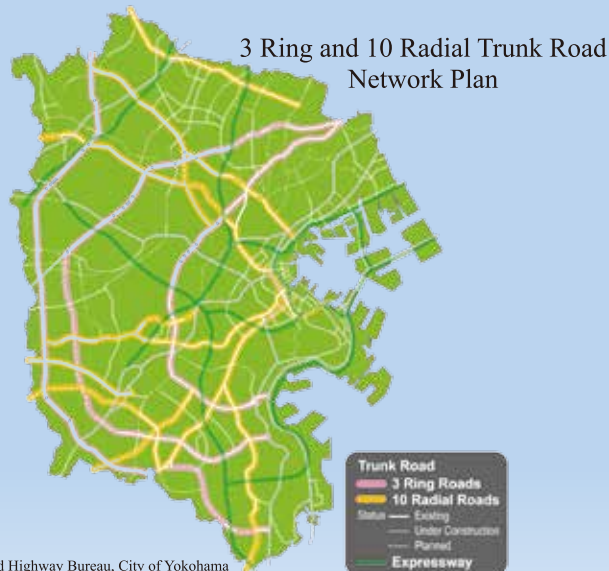 3 Ring and 10 Radial Trunk Road
Network Plan
Trunk Road
3 Ring Roads
10 Radial Roads
Status Existing
Under Construction
Planned
Expressway
Highway Bureau, City of Yokohama